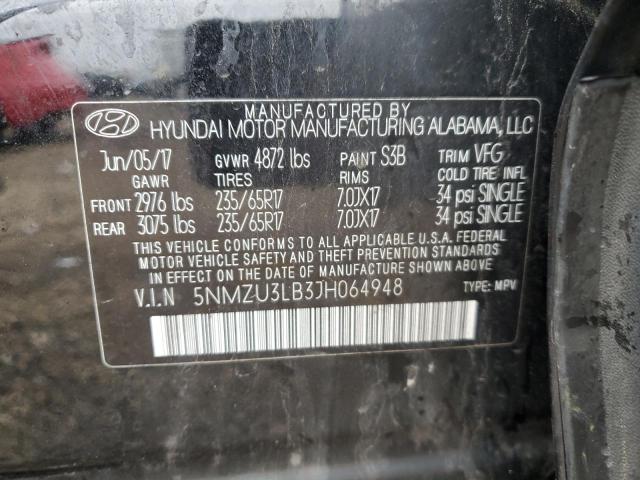 MANUFACTURED BY
HYUNDAI MOTOR MANUFACTURING ALABAMA, LLC
Jun/05/17 GVWR 4872 lbs PAINT S3B TRIM VFG
GAWR TIRES RIMS COLD TIRE INFL
FRONT 2976 lbs 235/65R17 7.0JX17 34 psi SINGLE
REAR 3075 lbs 235/65R17 7.0JX17 34 psi SINGLE
THIS VEHICLE CONFORMS TO ALL APPLICABLE U.S.A. FEDERAL
MOTOR VEHICLE SAFETY AND THEFT PREVENTION STANDARDS
IN EFFECT ON THE DATE OF MANUFACTURE SHOWN ABOVE.
V.I.N 5NMZU3LB3JH064948 TYPE: MPV